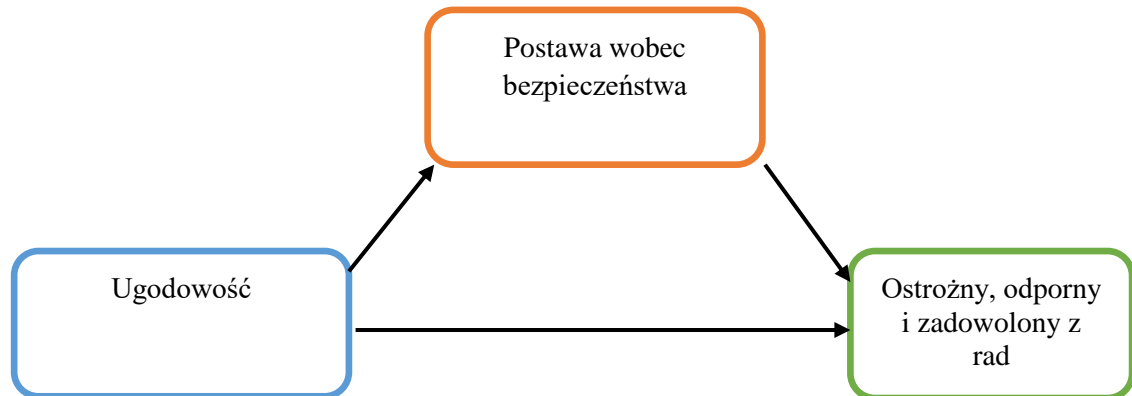 Postawa wobec
bezpieczeństwa
Ugodowość
Ostrożny, odporny
i zadowolony z
rad